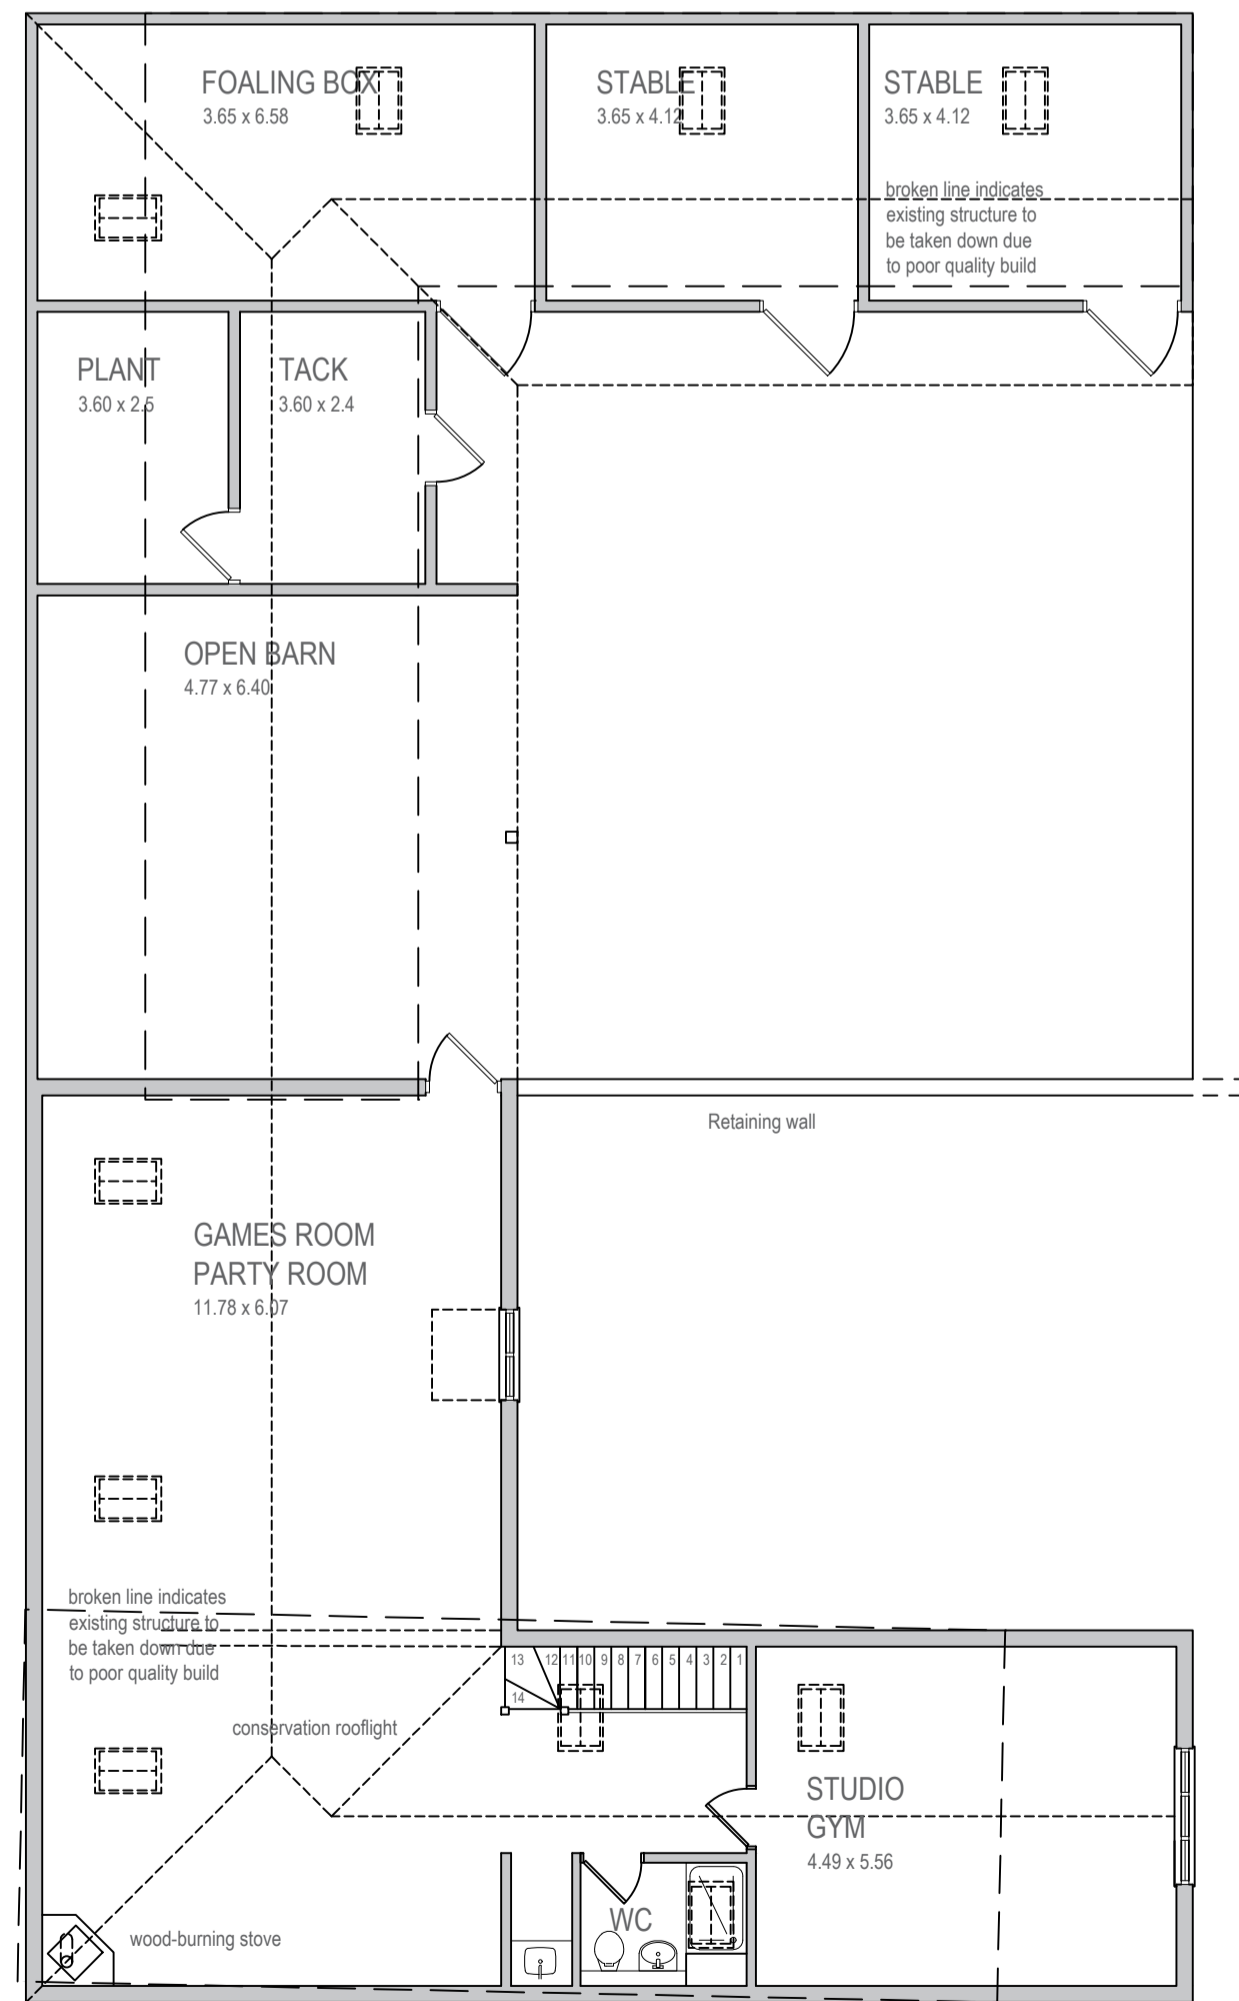 FOALING BOX
3.65 x 6.58
STABLE
3.65 x 4.12
STABLE
3.65 x 4.12
broken line indicates
existing structure to
be taken down due
to poor quality build
PLANT
3.60 x 2.5
TACK
3.60 x 2.4
OPEN BARN
4.77 x 6.40
Retaining wall
GAMES ROOM
PARTY ROOM
11.78 x 6.07
broken line indicates
existing structure to
be taken down due
to poor quality build
13 12 11 10 9 8 7 6 5 4 3 2 1
14
conservation rooflight
STUDIO
GYM
4.49 x 5.56
WC
wood-burning stove